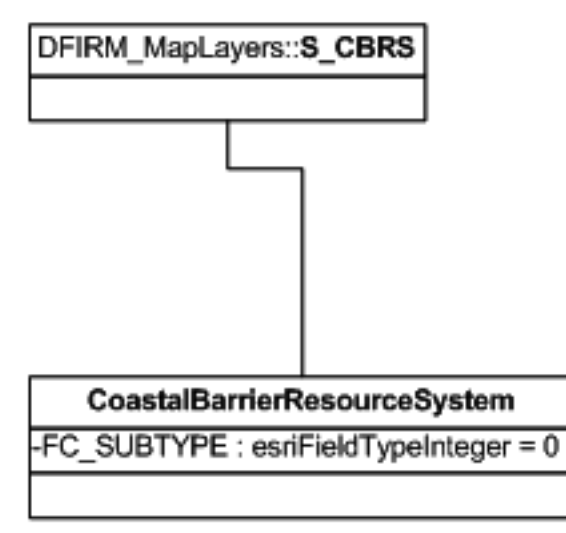 DFIRM_MapLayers::S_CBRS
CoastalBarrierResourceSystem
-FC_SUBTYPE : esriFieldTypeInteger = 0